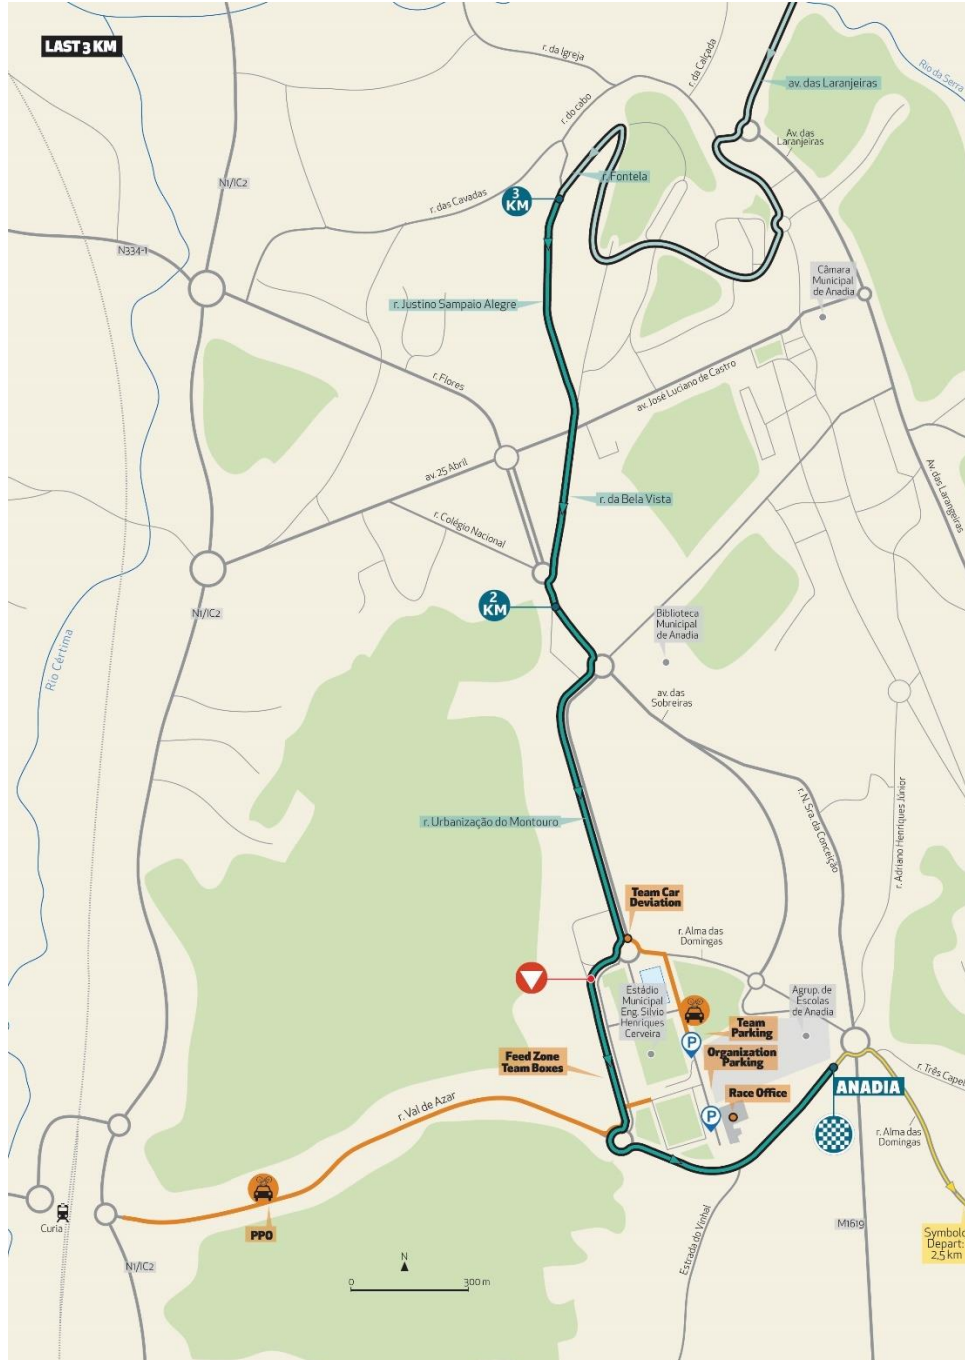 LAST 3 KM
r. da Igreja
r. da Calçada
Rio da Serra
av. das Laranjeiras
r. do cabo
Av. das
Laranjeiras
N1/IC2
r. Fontela
3
KM
r. das Cavadas
N334-1
Câmara
Municipal
de Anadia
r. Justino Sampaio Alegre
r. Flores
av. José Luciano de Castro
av. 25 Abril
Av. das Larangeiras
r. da Bela Vista
r. Colégio Nacional
2
KM
N1/IC2
Biblioteca
Municipal
de Anadia
Rio Cértima
av. das
Sobreiras
r. N. Sra. da Conceição
r. Adriano Henriques Júnior
r. Urbanização do Montouro
Team Car
Deviation
r. Alma das
Domingas
Estádio
Municipal
Eng. Silvio
Henriques
Cerveira
Agrup. de
Escolas
de Anadia
Team
Parking
P
Feed Zone
Team Boxes
Organization
Parking
r. Três Capel
Race Office
ANADIA
r. Val de Azar
P
r. Alma das
Domingas
Curia
PPO
Estrada do Vinhal
M1619
Symbolc
Depart:
2,5 km
N1/IC2
N
0
300 m